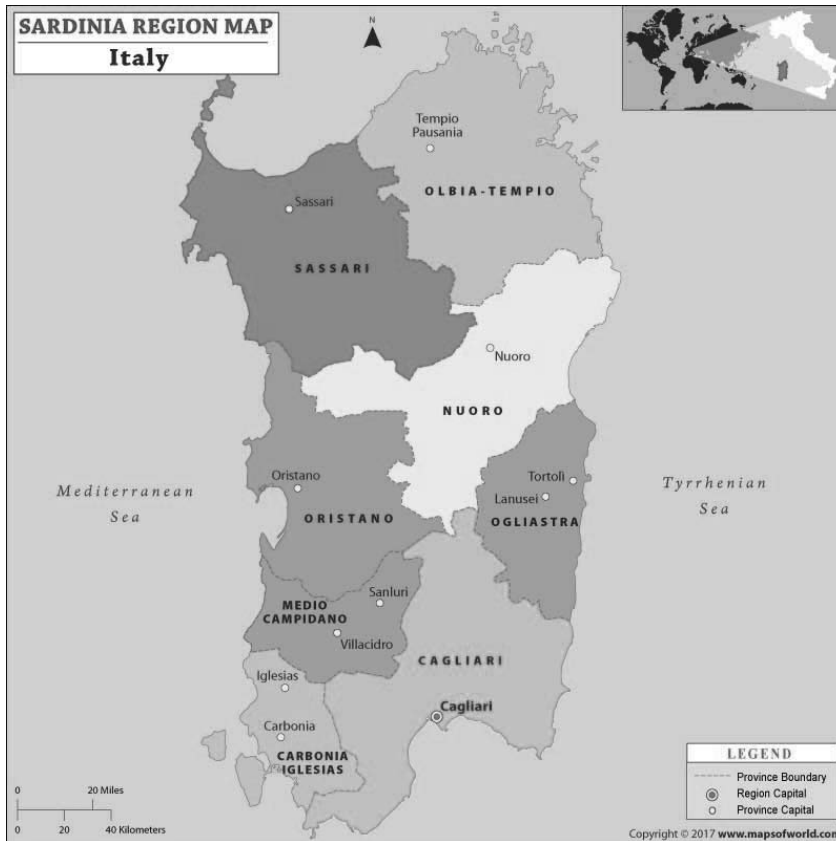 SARDINIA REGION MAP
Italy
N
Tempio
Pausania
OLBIA-TEMPIO
Sassari
SASSARI
Nuoro
NUORO
Mediterranean
Sea
Tyrrhenian
Sea
Oristano
ORISTANO
Tortoli
Lanusei
OGLIASTRA
MEDIO
CAMPIDANO
Sanluri
Villacidro
CAGLIARI
Iglesias
Cagliari
Carbonia
CARBONIA
IGLESIAS
LEGEND
Province Boundary
Region Capital
Province Capital
0 20 Miles
0 20 40 Kilometers
Copyright © 2017 www.mapsofworld.com